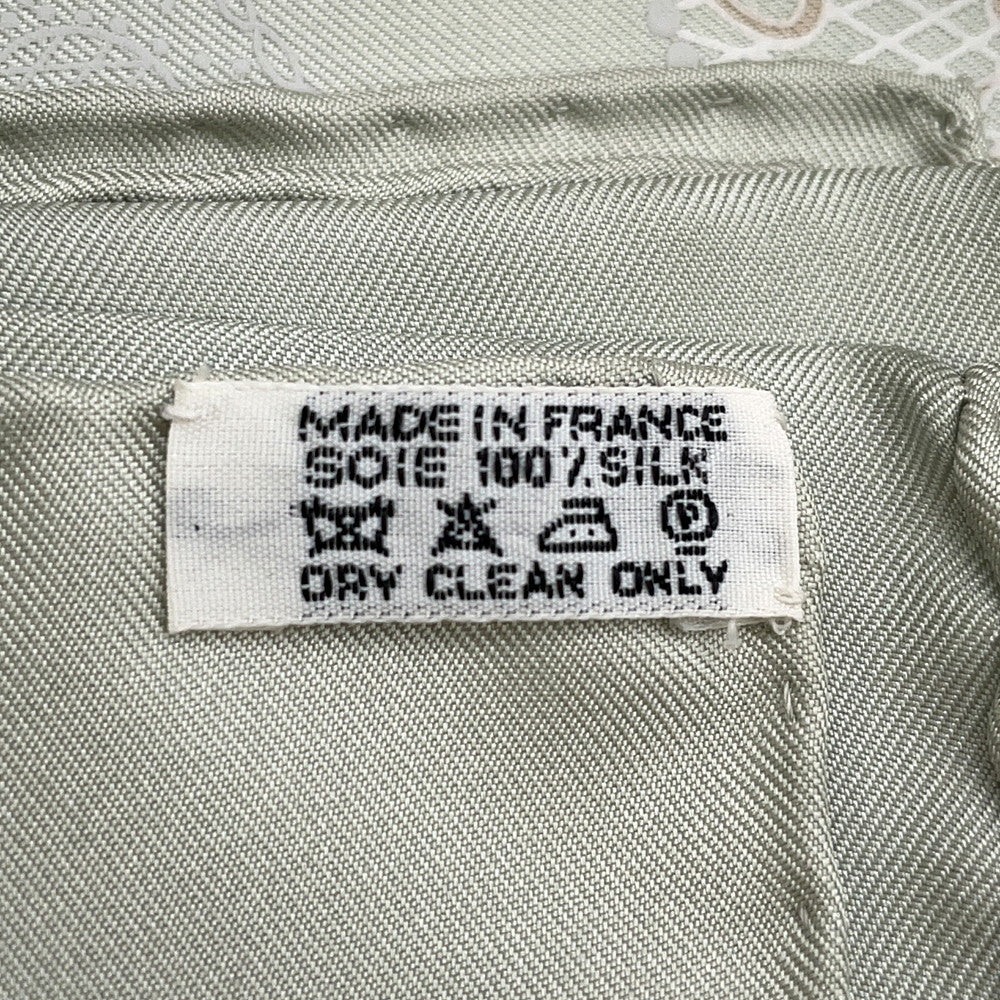 MADE IN FRANCE
SOIE 100% SILK
P
DRY CLEAN ONLY